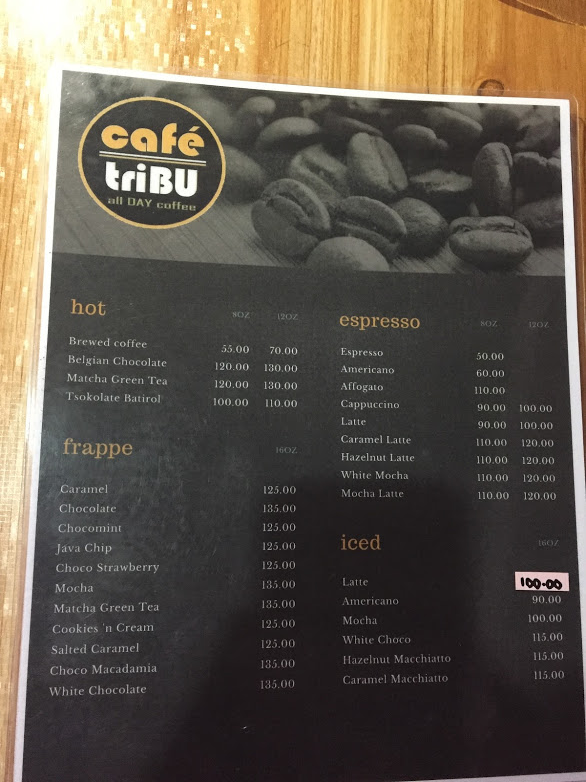 café
triBU
all DAY coffee
hot 8OZ 12OZ
Brewed coffee 55.00 70.00
Belgian Chocolate 120.00 130.00
Matcha Green Tea 120.00 130.00
Tsokolate Batirol 100.00 110.00
frappe 16OZ
Caramel 125.00
Chocolate 135.00
Chocomint 125.00
Java Chip 125.00
Choco Strawberry 125.00
Mocha 135.00
Matcha Green Tea 135.00
Cookies 'n Cream 125.00
Salted Caramel 125.00
Choco Macadamia 135.00
White Chocolate 135.00
espresso 8OZ 12OZ
Espresso 50.00
Americano 60.00
Affogato 110.00
Cappuccino 90.00 100.00
Latte 90.00 100.00
Caramel Latte 110.00 120.00
Hazelnut Latte 110.00 120.00
White Mocha 110.00 120.00
Mocha Latte 110.00 120.00
iced 16OZ
Latte 100.00
Americano 90.00
Mocha 100.00
White Choco 115.00
Hazelnut Macchiatto 115.00
Caramel Macchiatto 115.00